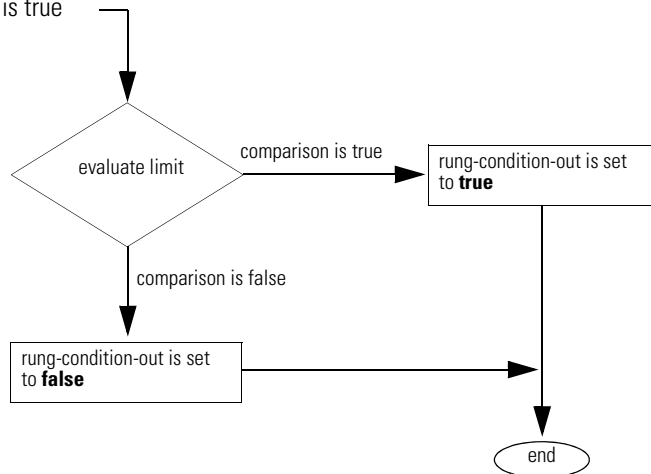 is true
evaluate limit
comparison is true
rung-condition-out is set
to true
comparison is false
rung-condition-out is set
to false
end